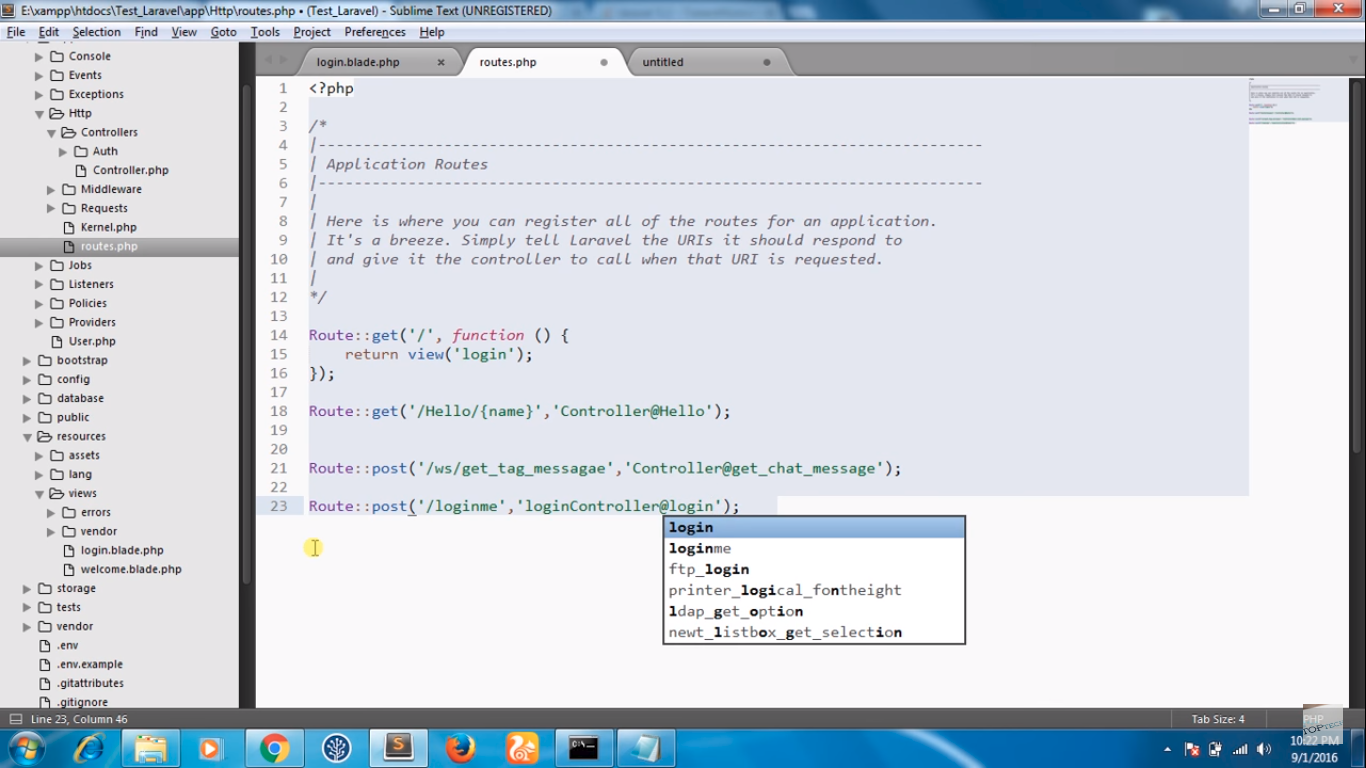 E:\xampp\htdocs\Test_Laravel\app\Http\routes.php • (Test_Laravel) - Sublime Text (UNREGISTERED)
File Edit Selection Find View Goto Tools Project Preferences Help
Console
Events
Exceptions
Http
Controllers
Auth
Controller.php
Middleware
Requests
Kernel.php
routes.php
Jobs
Listeners
Policies
Providers
User.php
bootstrap
config
database
public
resources
assets
lang
views
errors
vendor
login.blade.php
welcome.blade.php
storage
tests
vendor
.env
.env.example
.gitattributes
.gitignore
login.blade.php × routes.php untitled
1 <?php
2
3 /*
4 |--------------------------------------------------------------------------
5 | Application Routes
6 |--------------------------------------------------------------------------
7 |
8 | Here is where you can register all of the routes for an application.
9 | It's a breeze. Simply tell Laravel the URIs it should respond to
10 | and give it the controller to call when that URI is requested.
11 |
12 */
13
14 Route::get('/', function () {
15     return view('login');
16 });
17
18 Route::get('/Hello/{name}','Controller@Hello');
19
20
21 Route::post('/ws/get_tag_messagae','Controller@get_chat_message');
22
23 Route::post('/loginme','loginController@login');
login
loginme
ftp_login
printer_logical_fontheight
ldap_get_option
newt_listbox_get_selection
Line 23, Column 46 Tab Size: 4 PHP
TOPTECH
10:22 PM
9/1/2016